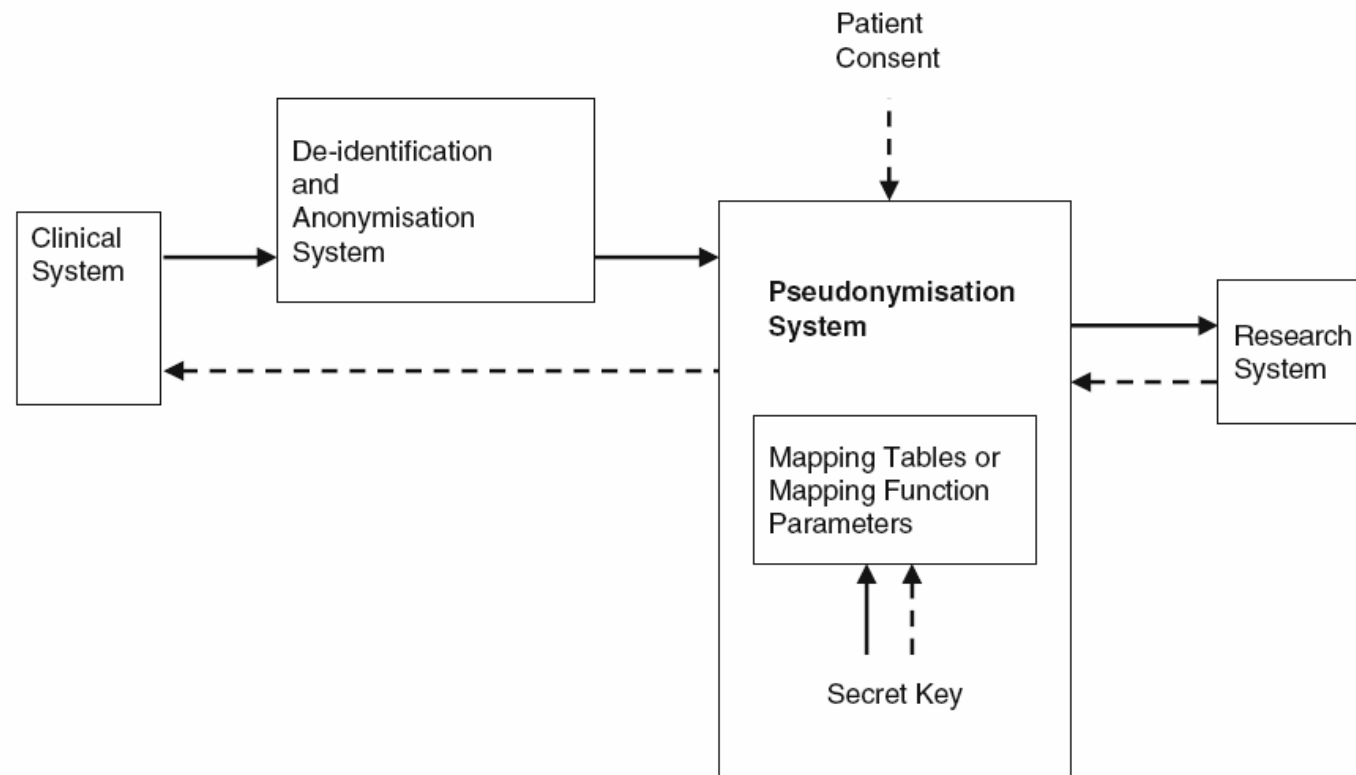 Patient
Consent
De-identification
and
Anonymisation
System
Clinical
System
Pseudonymisation
System
Research
System
Mapping Tables or
Mapping Function
Parameters
Secret Key